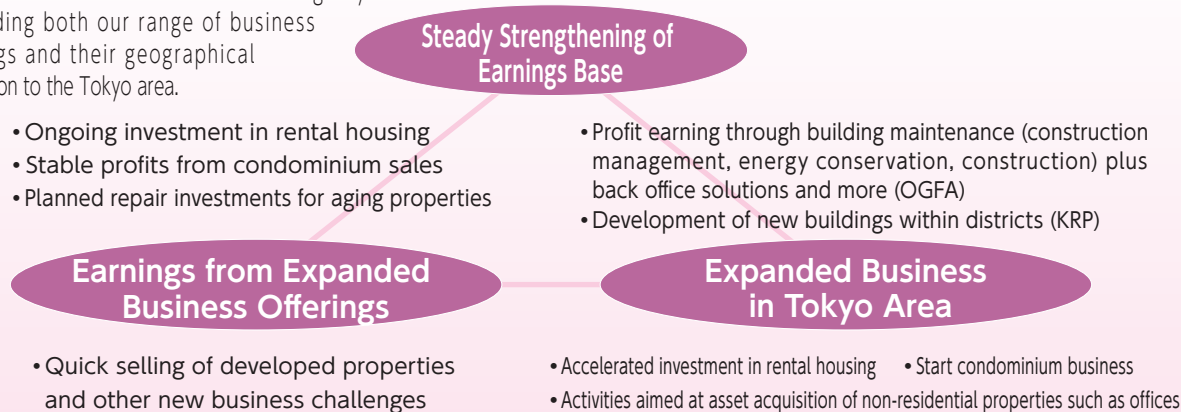 ding both our range of business
gs and their geographical
on to the Tokyo area.
Steady Strengthening of
Earnings Base
• Ongoing investment in rental housing
• Stable profits from condominium sales
• Planned repair investments for aging properties
• Profit earning through building maintenance (construction
management, energy conservation, construction) plus
back office solutions and more (OGFA)
• Development of new buildings within districts (KRP)
Earnings from Expanded
Business Offerings
Expanded Business
in Tokyo Area
• Quick selling of developed properties
and other new business challenges
• Accelerated investment in rental housing • Start condominium business
• Activities aimed at asset acquisition of non-residential properties such as offices